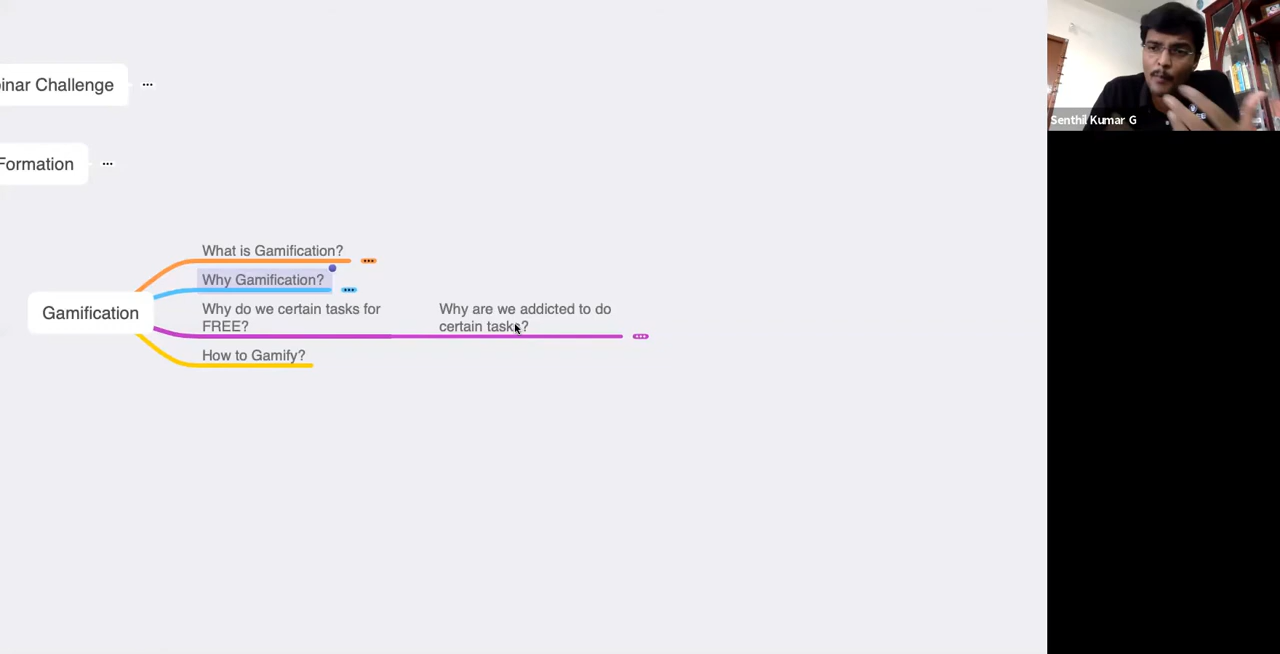 inar Challenge
Formation
What is Gamification?
Why Gamification?
Why do we certain tasks for
FREE?
Why are we addicted to do
certain tasks?
Gamification
How to Gamify?
Senthil Kumar G